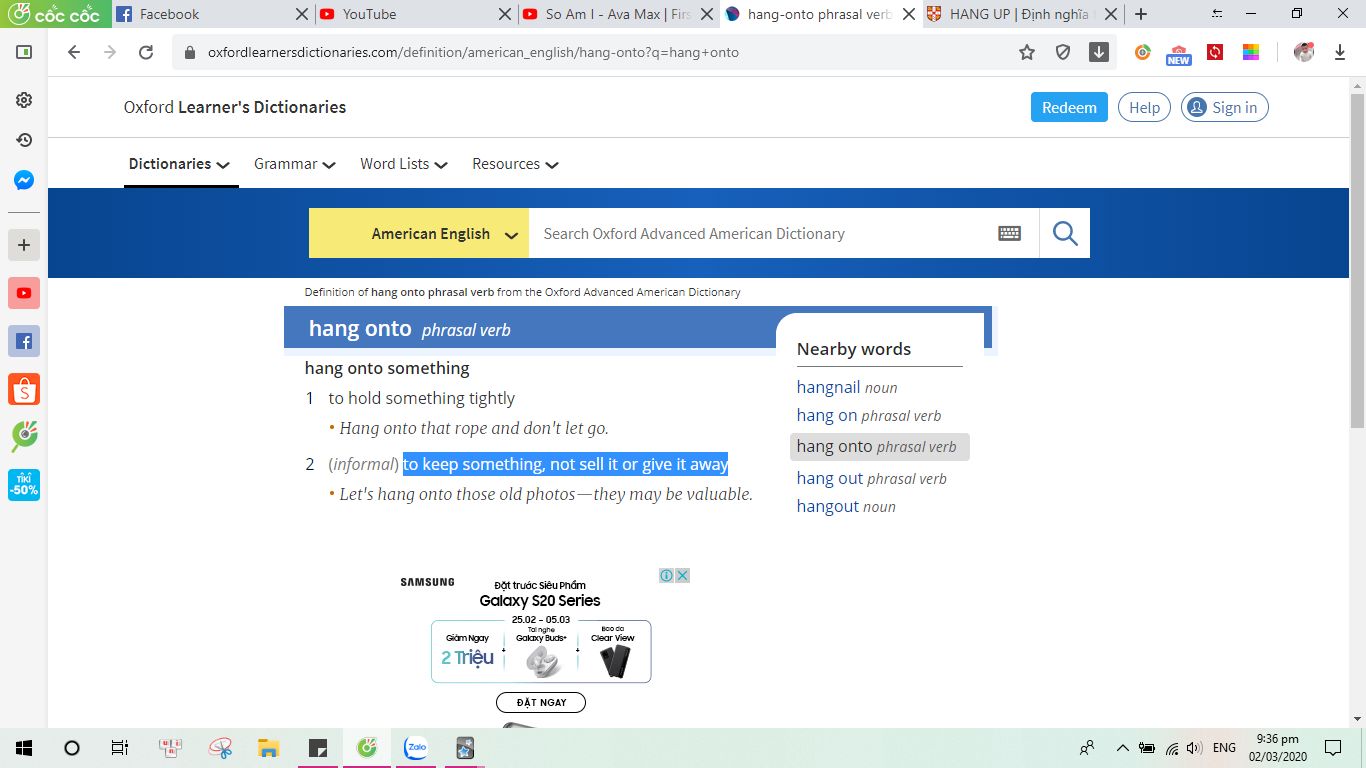 cốc cốc
Facebook
YouTube
So Am I - Ava Max | Firs
hang-onto phrasal verb
HANG UP | Định nghĩa
oxfordlearnersdictionaries.com/definition/american_english/hang-onto?q=hang+onto
NEW
Oxford Learner's Dictionaries
Redeem
Help
Sign in
Dictionaries
Grammar
Word Lists
Resources
American English
Search Oxford Advanced American Dictionary
Definition of hang onto phrasal verb from the Oxford Advanced American Dictionary
hang onto phrasal verb
hang onto something
1 to hold something tightly
• Hang onto that rope and don't let go.
2 (informal) to keep something, not sell it or give it away
• Let's hang onto those old photos—they may be valuable.
Nearby words
hangnail noun
hang on phrasal verb
hang onto phrasal verb
hang out phrasal verb
hangout noun
TIKI
-50%
SAMSUNG
Đặt trước Siêu Phẩm
Galaxy S20 Series
25.02 - 05.03
Giảm Ngay
2 Triệu
+
Tai nghe
Galaxy Buds+
+
Bao da
Clear View
ĐẶT NGAY
Zalo
ENG
9:36 pm
02/03/2020